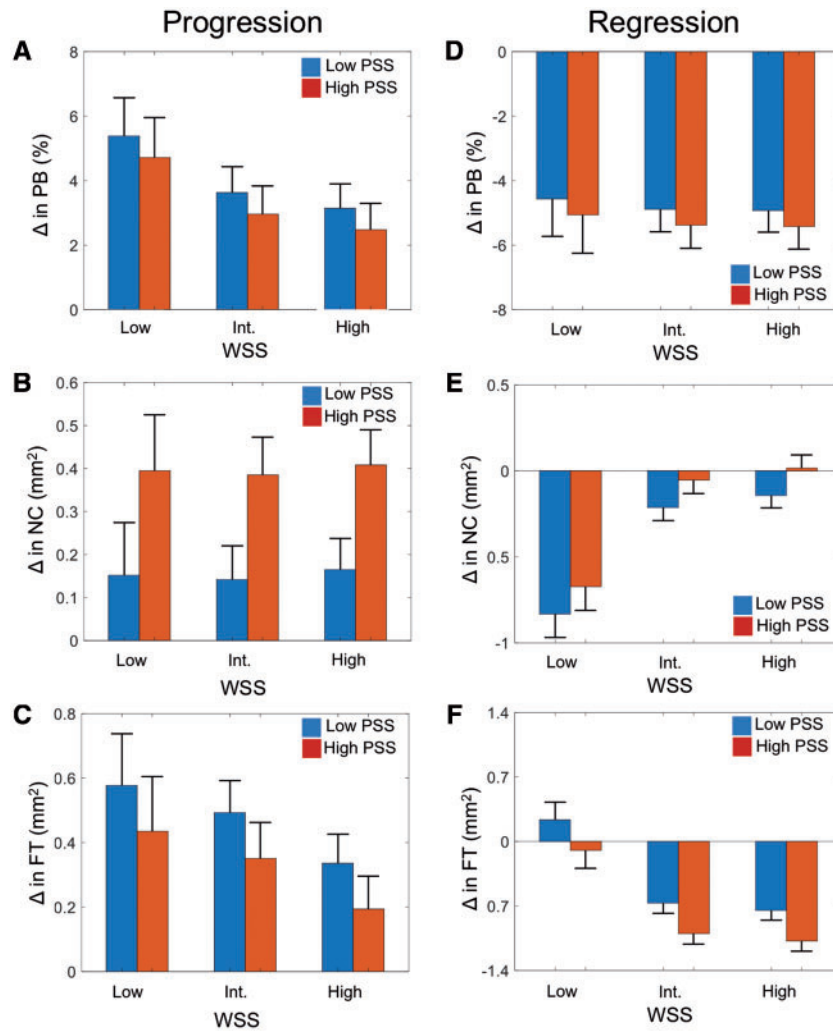 Progression
A
Low PSS
High PSS
Δ in PB (%)
8
6
4
2
0
Low
Int.
High
WSS
B
Low PSS
High PSS
Δ in NC (mm²)
0.6
0.5
0.4
0.3
0.2
0.1
0
Low
Int.
High
WSS
C
Low PSS
High PSS
Δ in FT (mm²)
0.8
0.6
0.4
0.2
0
Low
Int.
High
WSS
Regression
D
Low PSS
High PSS
Δ in PB (%)
0
-2
-4
-6
-8
Low
Int.
High
WSS
E
Low PSS
High PSS
Δ in NC (mm²)
0.5
0
0.5
-1
Low
Int.
High
WSS
F
Low PSS
High PSS
Δ in FT (mm²)
1.4
0.7
0
0.7
-1.4
Low
Int.
High
WSS